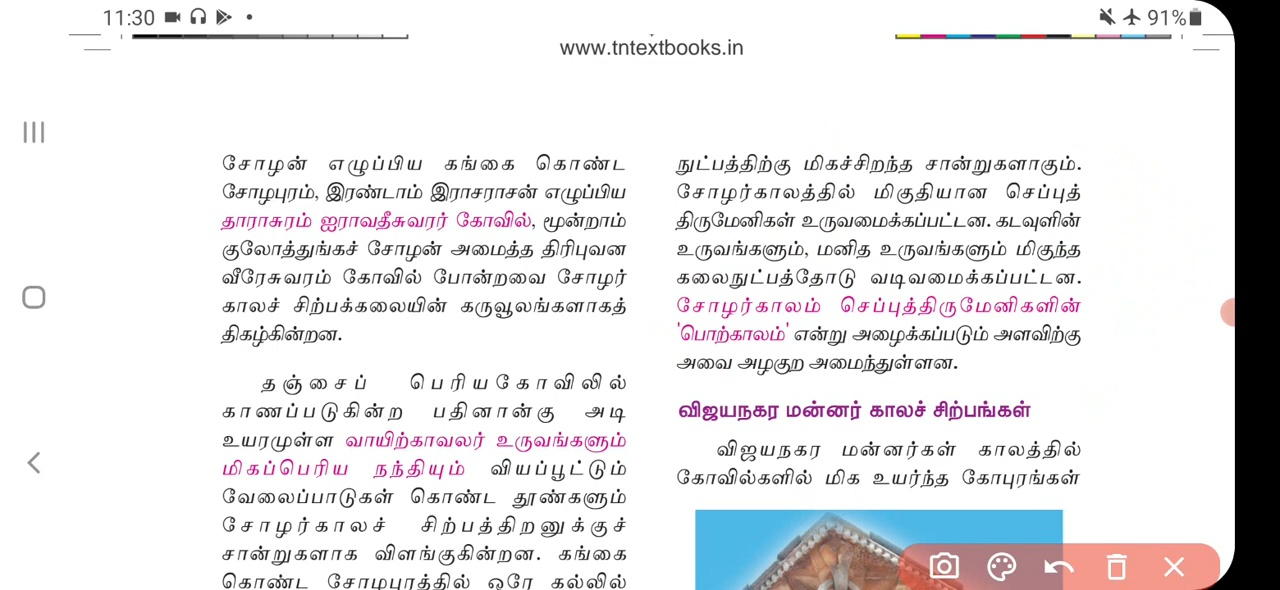 11:30
91%
www.tntextbooks.in
சோழன் எழுப்பிய கங்கை கொண்ட
சோழபுரம், இரண்டாம் இராசராசன் எழுப்பிய
தாராசுரம் ஐராவதீசுவரர் கோவில், மூன்றாம்
குலோத்துங்கச் சோழன் அமைத்த திரிபுவன
வீரேசுவரம் கோவில் போன்றவை சோழர்
காலச் சிற்பக்கலையின் கருவூலங்களாகத்
திகழ்கின்றன.
தஞ்சைப் பெரியகோவிலில்
காணப்படுகின்ற பதினான்கு அடி
உயரமுள்ள வாயிற்காவலர் உருவங்களும்
மிகப்பெரிய நந்தியும் வியப்பூட்டும்
வேலைப்பாடுகள் கொண்ட தூண்களும்
சோழர்காலச் சிற்பத்திறனுக்குச்
சான்றுகளாக விளங்குகின்றன. கங்கை
கொண்ட சோழபுரத்தில் ஒரே கல்லில்
நுட்பத்திற்கு மிகச்சிறந்த சான்றுகளாகும்.
சோழர்காலத்தில் மிகுதியான செப்புத்
திருமேனிகள் உருவமைக்கப்பட்டன. கடவுளின்
உருவங்களும், மனித உருவங்களும் மிகுந்த
கலைநுட்பத்தோடு வடிவமைக்கப்பட்டன.
சோழர்காலம் செப்புத்திருமேனிகளின்
'பொற்காலம்' என்று அழைக்கப்படும் அளவிற்கு
அவை அழகுற அமைந்துள்ளன.
விஜயநகர மன்னர் காலச் சிற்பங்கள்
விஜயநகர மன்னர்கள் காலத்தில்
கோவில்களில் மிக உயர்ந்த கோபுரங்கள்